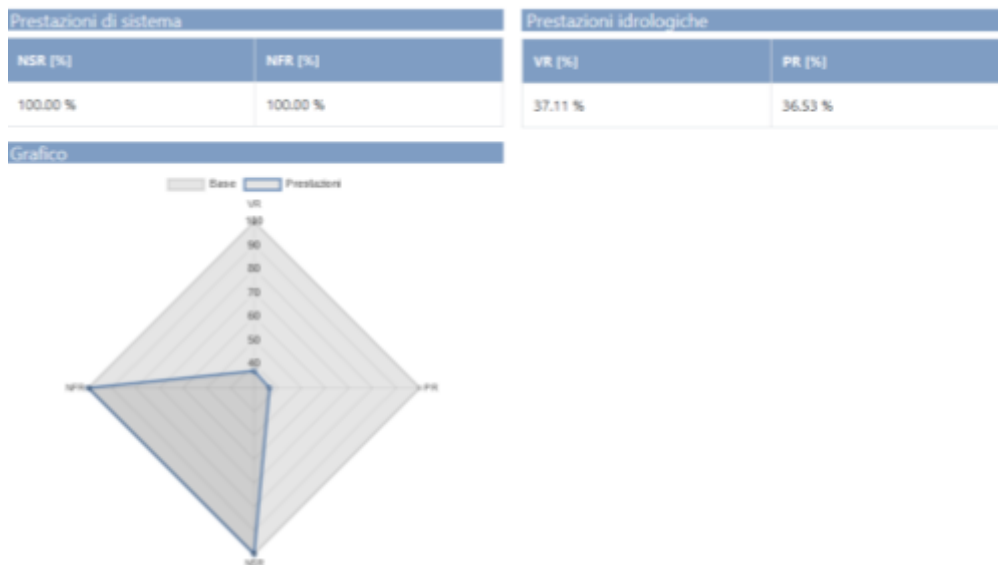 Prestazioni di sistema
NSR [%] NFR [%]
100.00 % 100.00 %
Prestazioni idrologiche
VR [%] PR [%]
37.11 % 36.53 %
Grafico
Base Prestazioni
VR
100
90
80
70
60
50
40
NFR PR
NSR